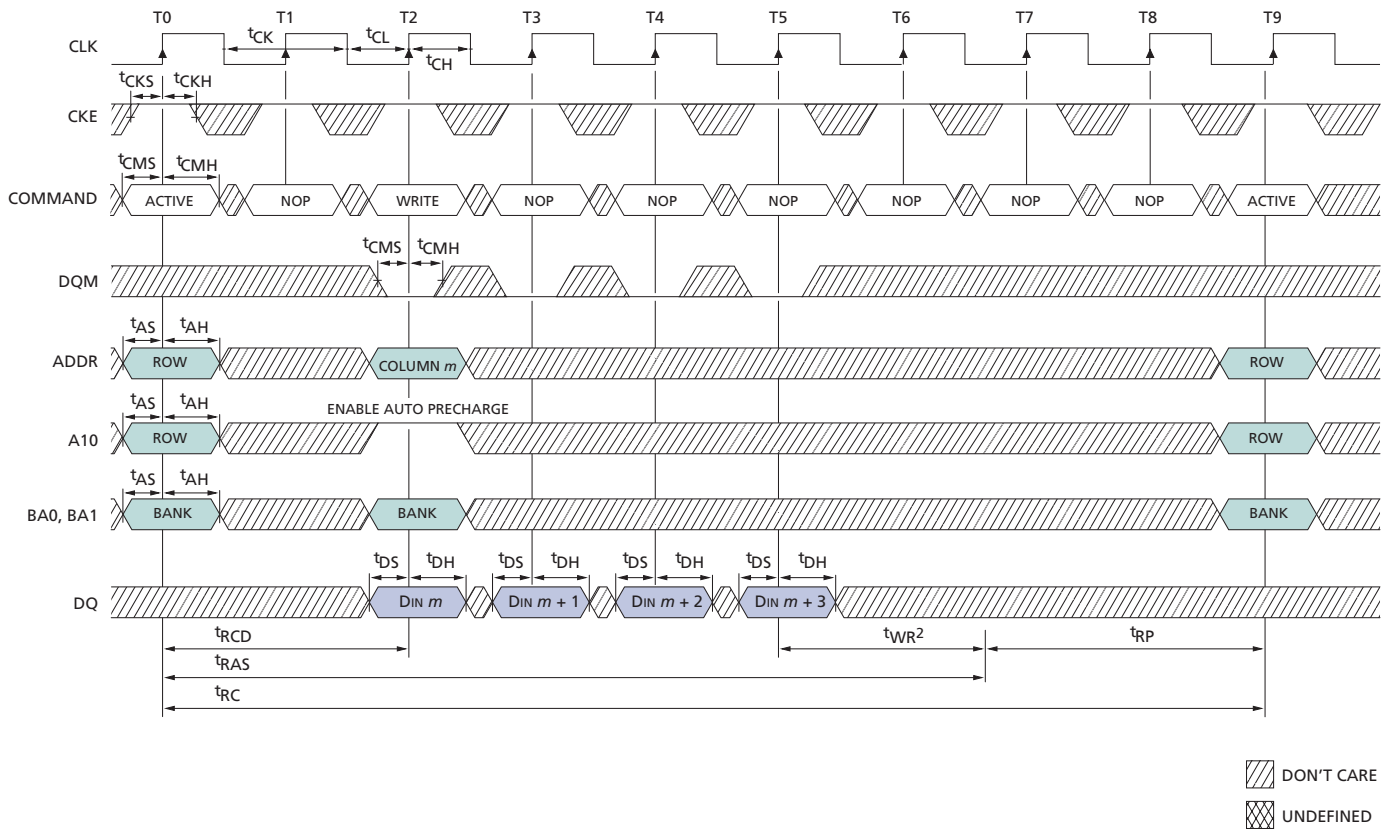 T0 T1 T2 T3 T4 T5 T6 T7 T8 T9
CLK tCK tCL tCH
tCKS tCKH
CKE
tCMS tCMH
COMMAND ACTIVE NOP WRITE NOP NOP NOP NOP NOP NOP ACTIVE
tCMS tCMH
DQM
tAS tAH
ADDR ROW COLUMN m ROW
tAS tAH ENABLE AUTO PRECHARGE
A10 ROW ROW
tAS tAH
BA0, BA1 BANK BANK BANK
tDS tDH tDS tDH tDS tDH tDS tDH
DQ DIN m DIN m + 1 DIN m + 2 DIN m + 3
tRCD tWR2 tRP
tRAS
tRC
DON'T CARE
UNDEFINED